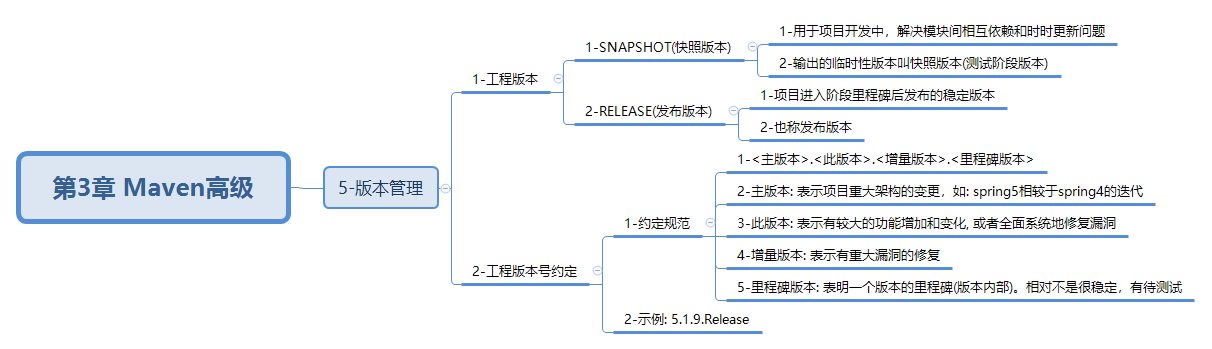 第3章 Maven高级
5-版本管理
1-工程版本
1-SNAPSHOT(快照版本)
1-用于项目开发中，解决模块间相互依赖和时时更新问题
2-输出的临时性版本叫快照版本(测试阶段版本)
2-RELEASE(发布版本)
1-项目进入阶段里程碑后发布的稳定版本
2-也称发布版本
2-工程版本号约定
1-约定规范
1-<主版本>.<此版本>.<增量版本>.<里程碑版本>
2-主版本: 表示项目重大架构的变更，如: spring5相较于spring4的迭代
3-此版本: 表示有较大的功能增加和变化, 或者全面系统地修复漏洞
4-增量版本: 表示有重大漏洞的修复
5-里程碑版本: 表明一个版本的里程碑(版本内部)。相对不是很稳定，有待测试
2-示例: 5.1.9.Release